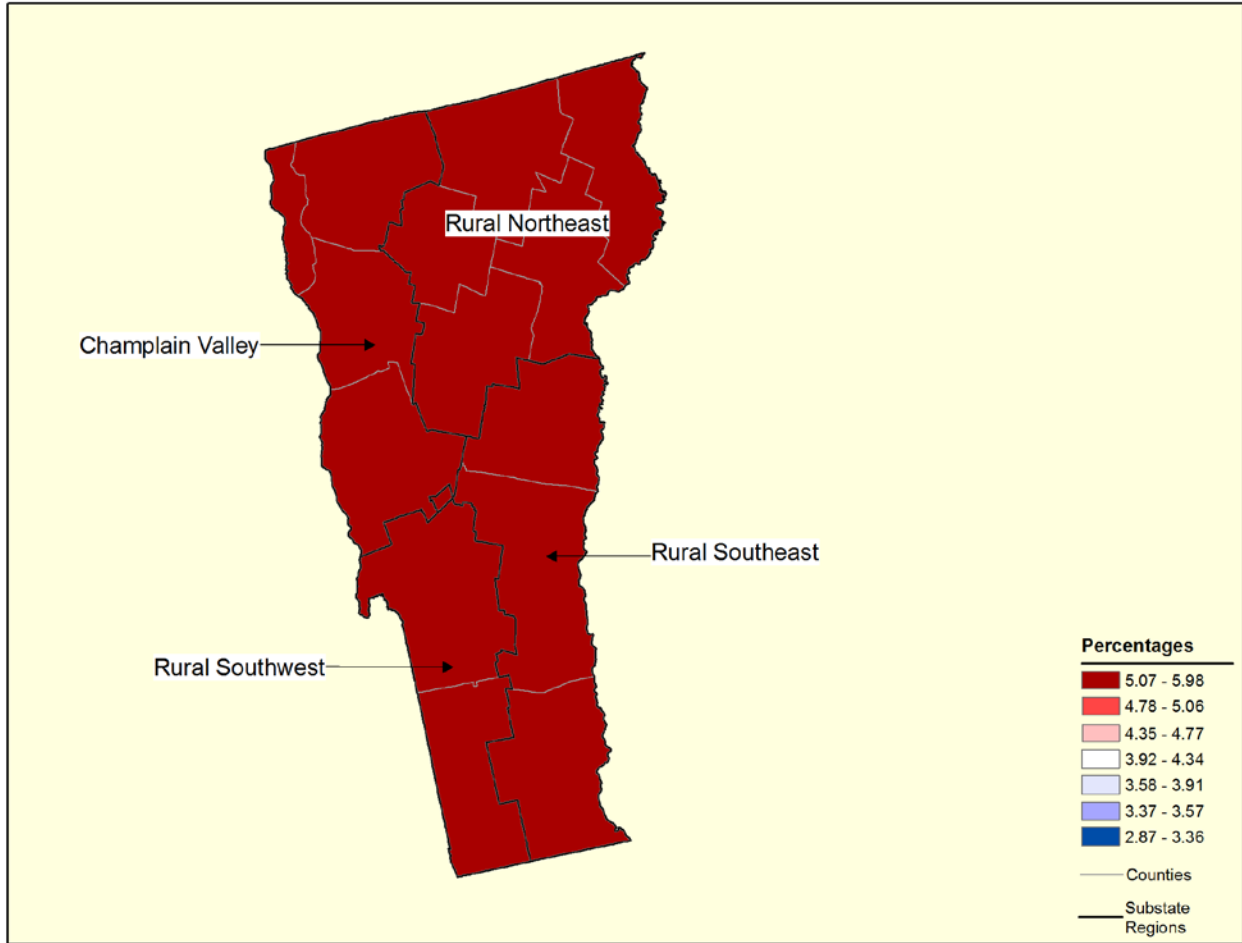 Rural Northeast
Champlain Valley
Rural Southeast
Rural Southwest
Percentages
5.07 - 5.98
4.78 - 5.06
4.35 - 4.77
3.92 - 4.34
3.58 - 3.91
3.37 - 3.57
2.87 - 3.36
Counties
Substate
Regions